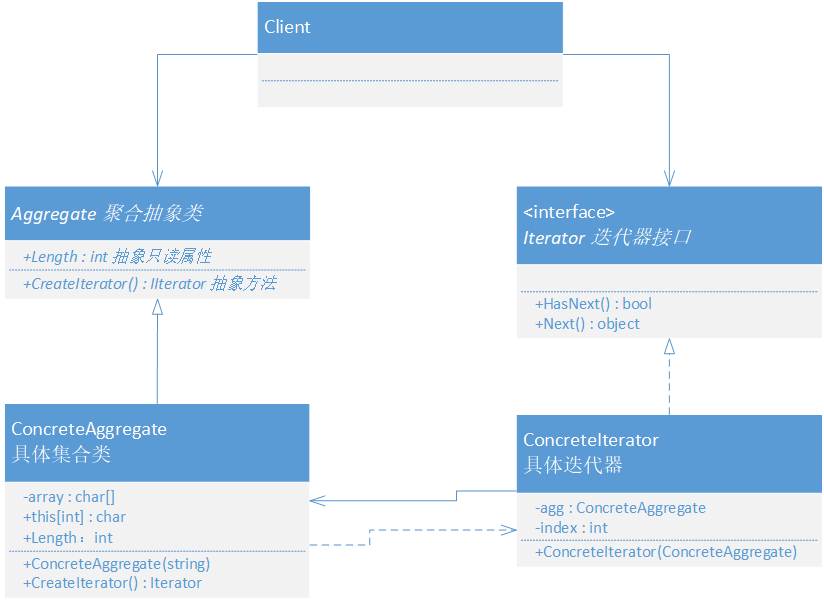 Client
Aggregate 聚合抽象类
+Length : int 抽象只读属性
+CreateIterator() : IIterator 抽象方法
<interface>
Iterator 迭代器接口
+HasNext() : bool
+Next() : object
ConcreteAggregate
具体集合类
-array : char[]
+this[int] : char
+Length：int
+ConcreteAggregate(string)
+CreateIterator() : Iterator
ConcreteIterator
具体迭代器
-agg : ConcreteAggregate
-index : int
+ConcreteIterator(ConcreteAggregate)